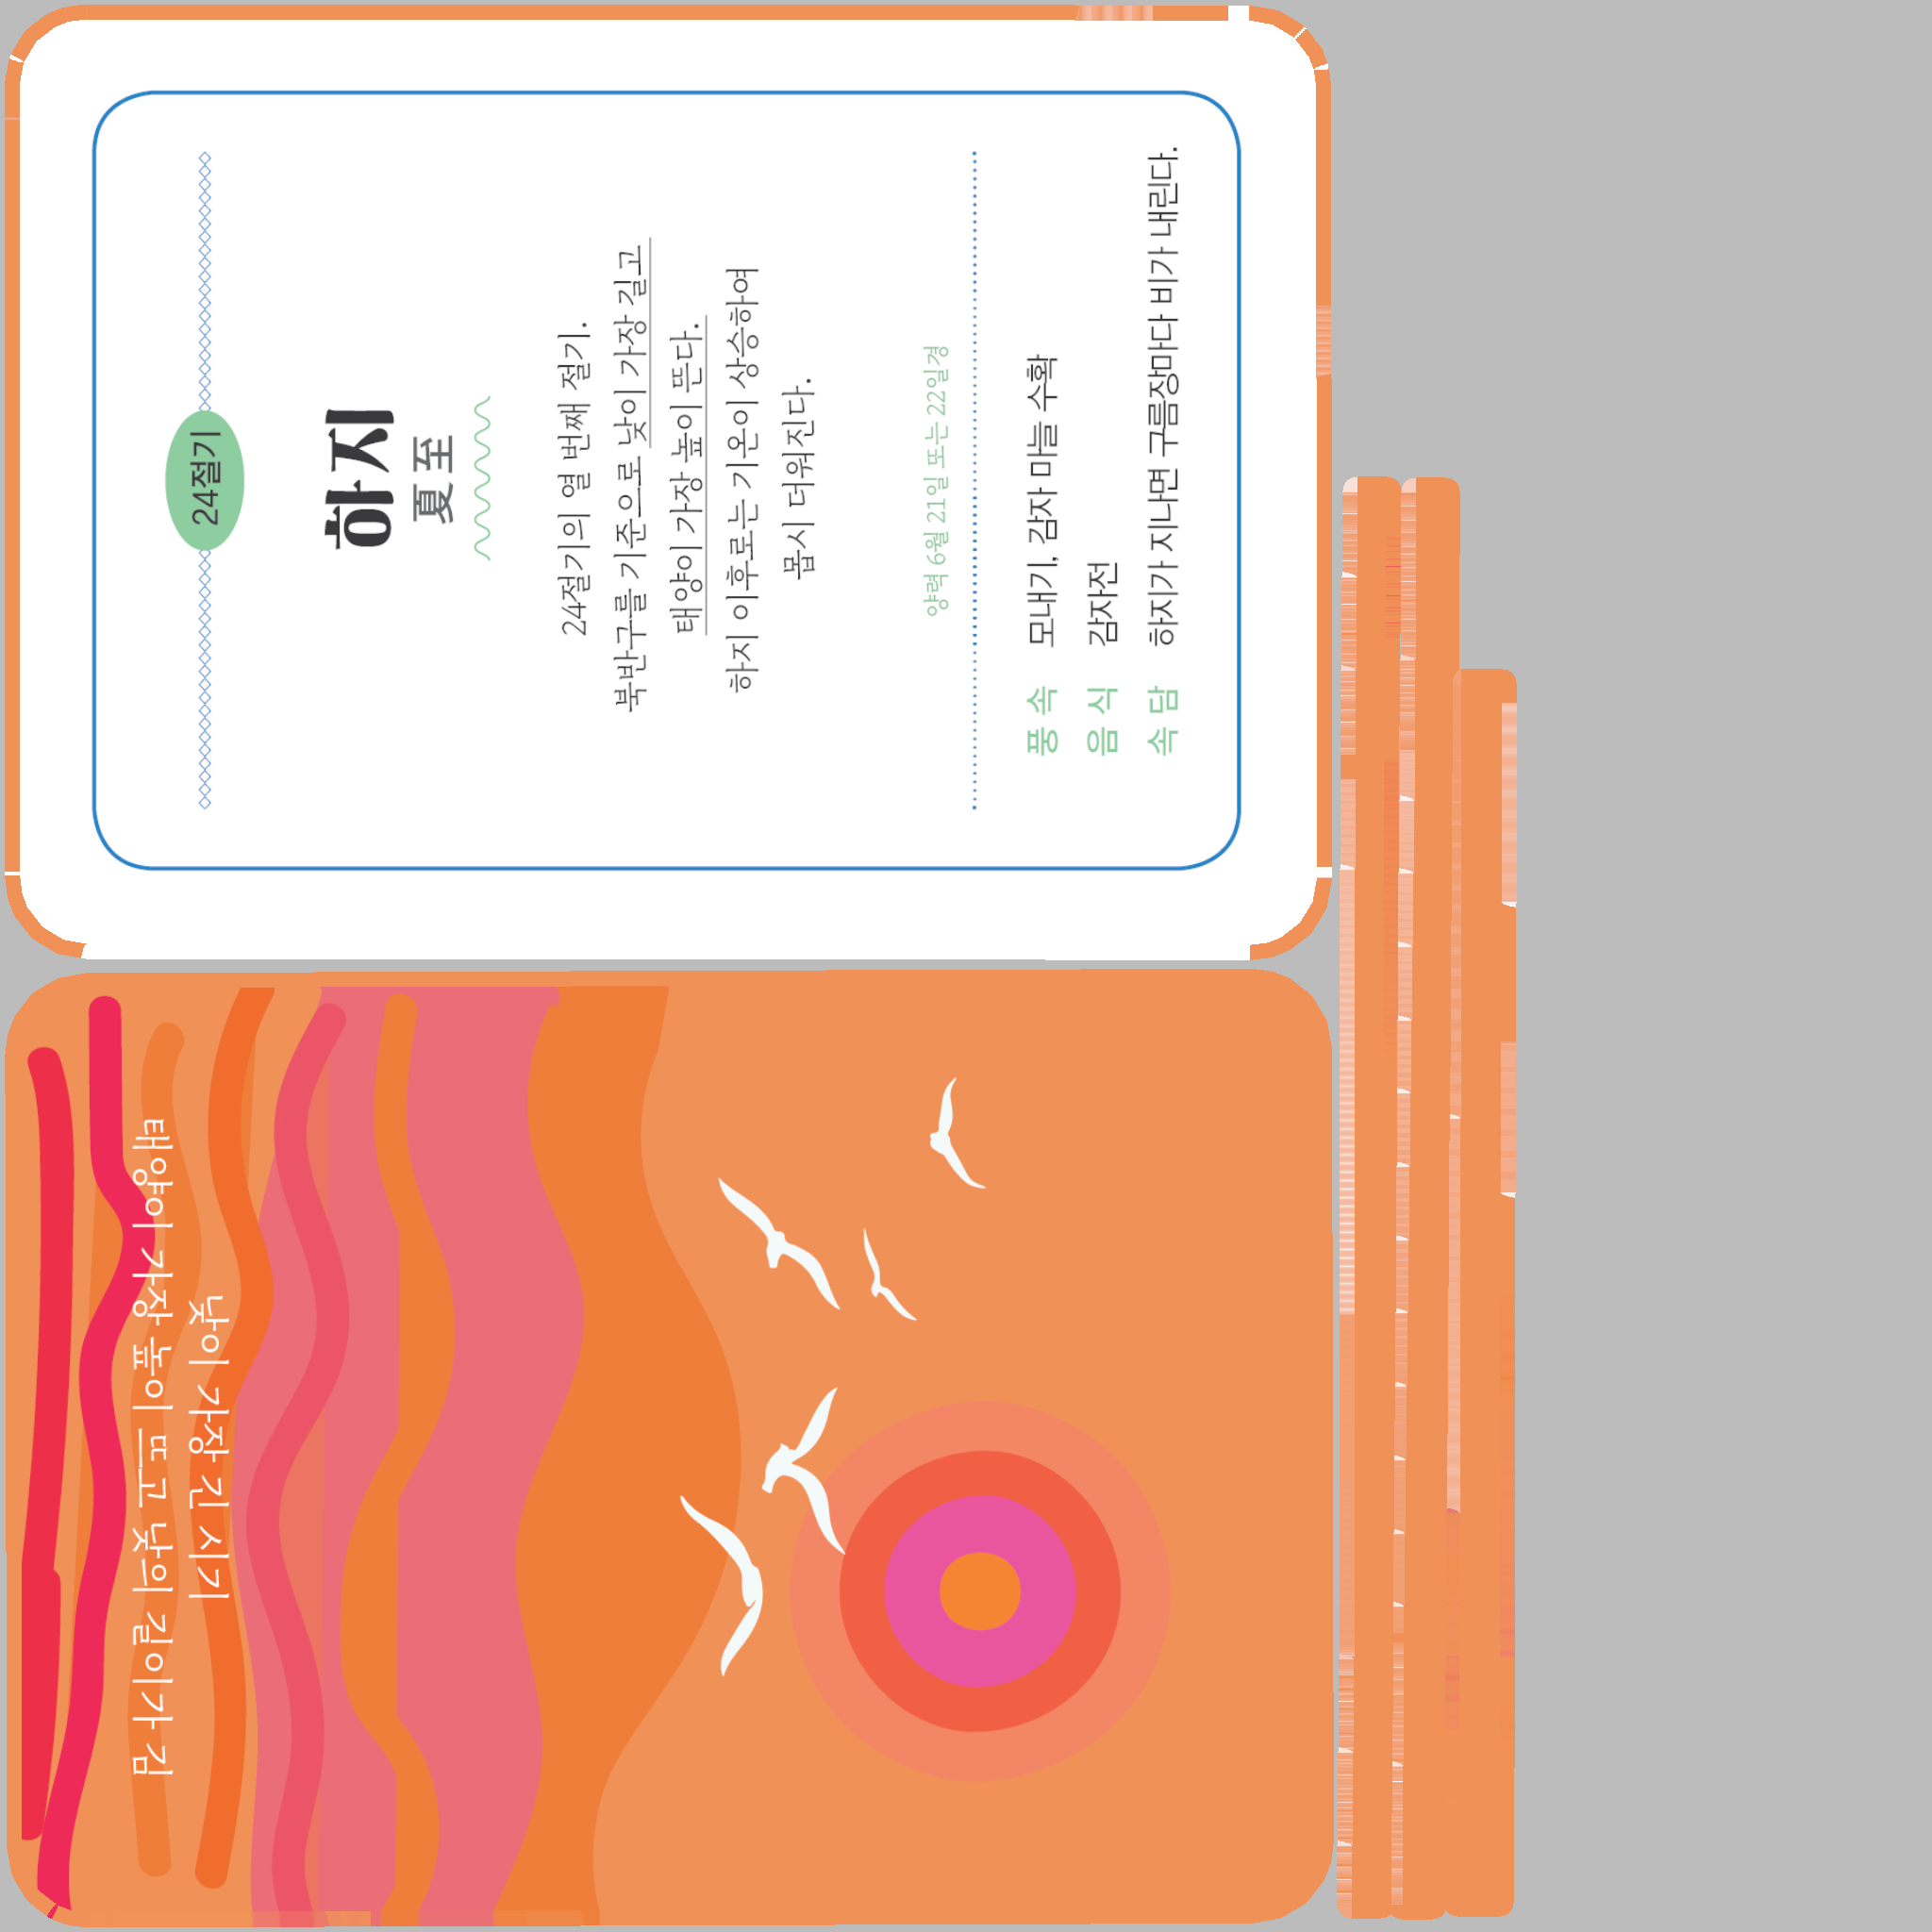 24절기
하지
夏至
24절기의 열 번째 절기.
북반구를 기준으로 낮이 가장 길고
태양이 가장 높이 뜬다.
하지 이후로는 기온이 상승하여
몹시 더워진다.
양력 6월 21일 또는 22일경
풍속 모내기, 감자 마늘 수확
음식 감자전
속담 하지가 지나면 구름장마다 비가 내린다.
낮이 가장 긴 시기
태양이 가장 높이 뜨고 낮의 길이가 김